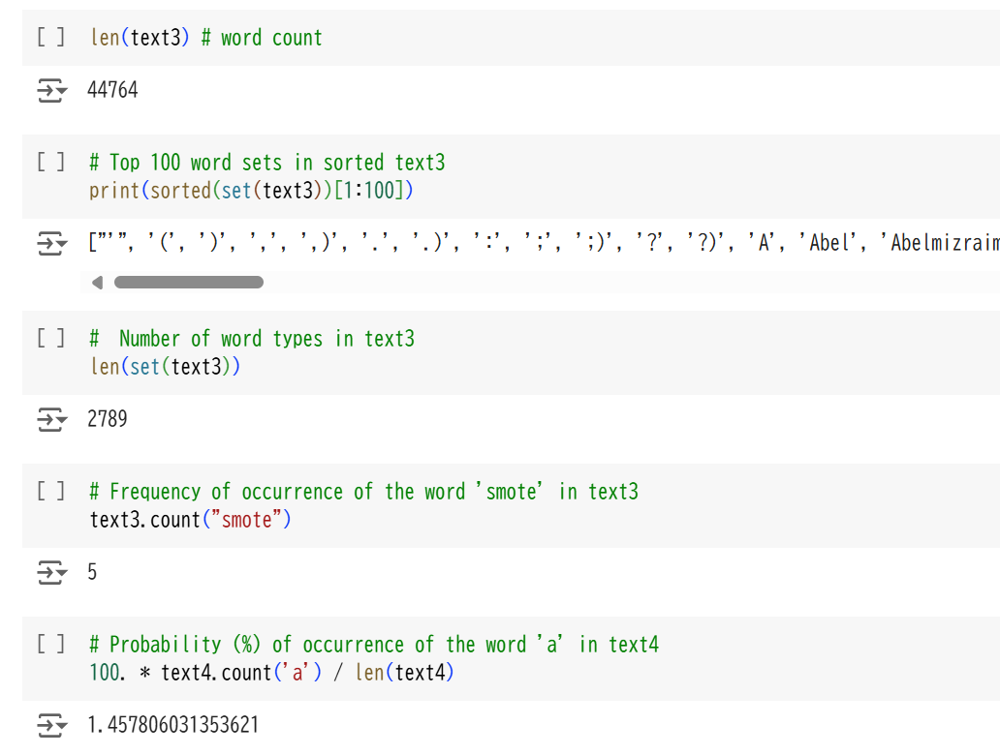 [ ] len(text3) # word count
44764
[ ] # Top 100 word sets in sorted text3
print(sorted(set(text3))[1:100])
["'", '(', ')', ',', ',)', '.', '.)', ':', ';', ';)', '?', '?)', 'A', 'Abel', 'Abelmizraim
[ ] #  Number of word types in text3
len(set(text3))
2789
[ ] # Frequency of occurrence of the word 'smote' in text3
text3.count("smote")
5
[ ] # Probability (%) of occurrence of the word 'a' in text4
100. * text4.count('a') / len(text4)
1.457806031353621